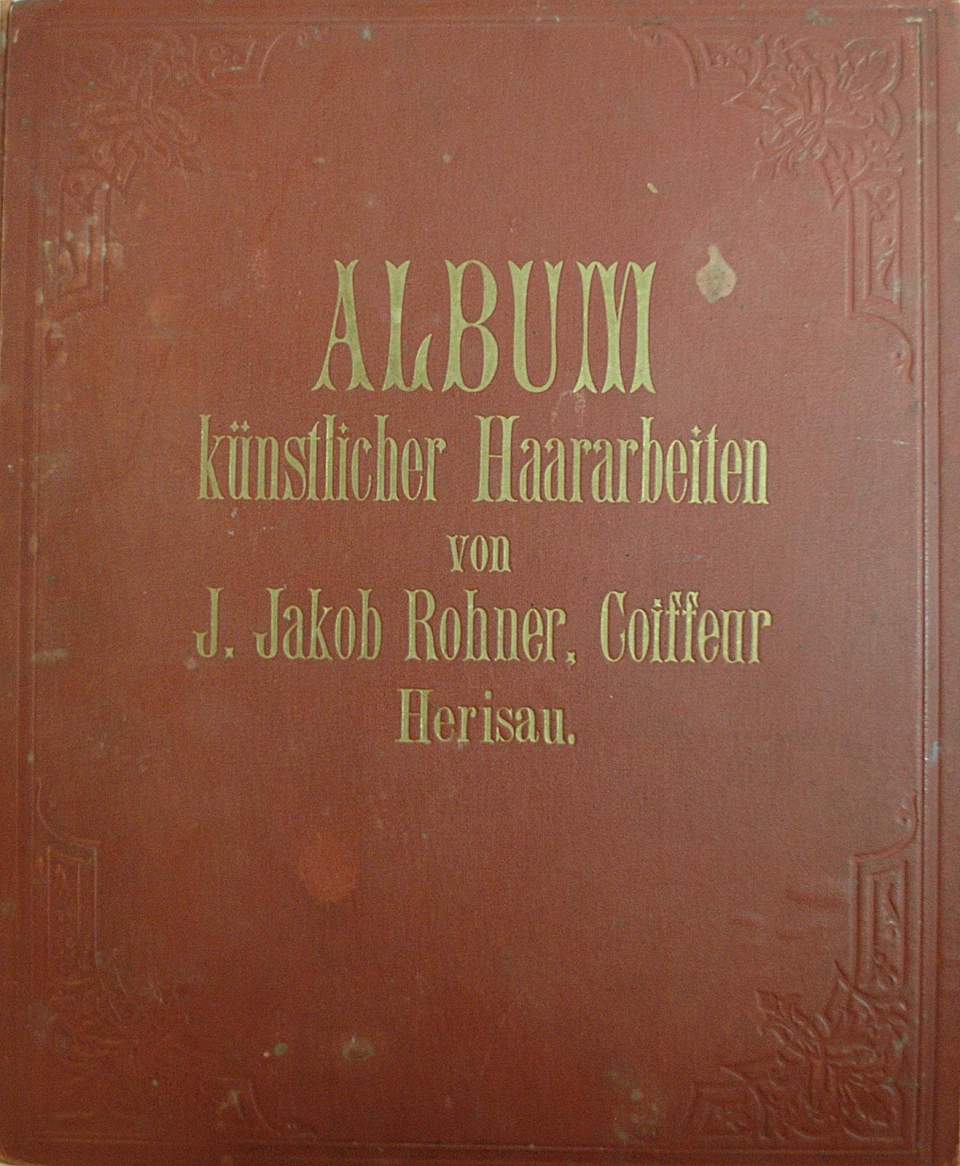 ALBUM
künstlicher Haararbeiten
von
J. Jakob Rohner, Coiffeur
Herisau.